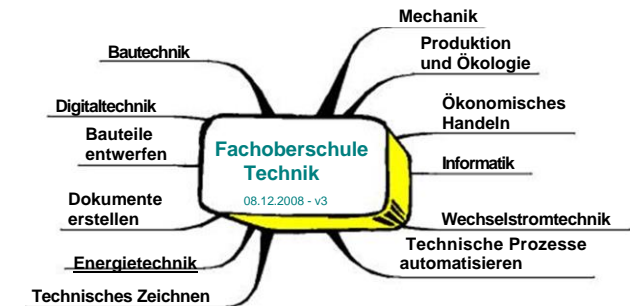 Mechanik
Produktion
und Ökologie
Bautechnik
Digitaltechnik
Ökonomisches
Handeln
Bauteile
entwerfen
Fachoberschule
Technik
08.12.2008 - v3
Informatik
Dokumente
erstellen
Wechselstromtechnik
Technische Prozesse
automatisieren
Energietechnik
Technisches Zeichnen